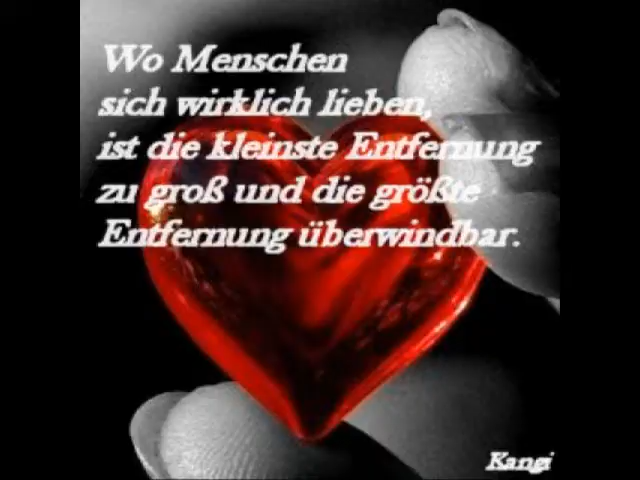 Wo Menschen
sich wirklich lieben,
ist die kleinste Entfernung
zu groß und die größte
Entfernung überwindbar.
Kangi